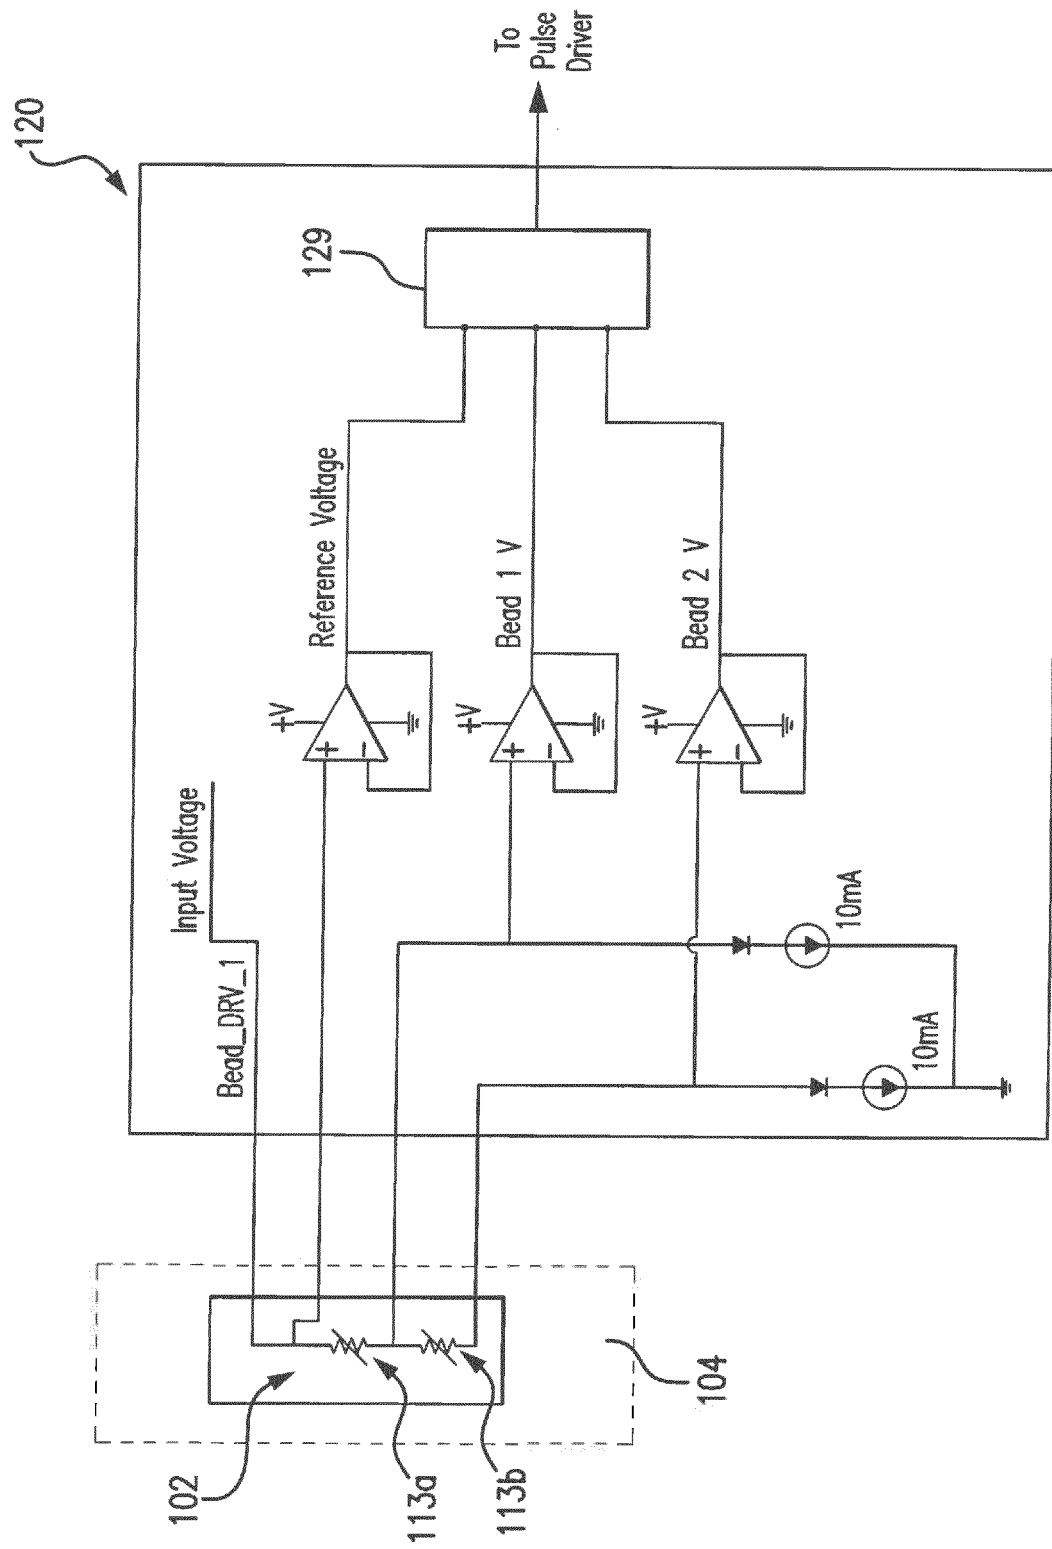 120
129
To
Pulse
Driver
Input Voltage
Bead_DRV_1
Reference Voltage
+V
+
-
Bead 1 V
+V
+
-
Bead 2 V
+V
+
-
10mA
10mA
102
113a
113b
104